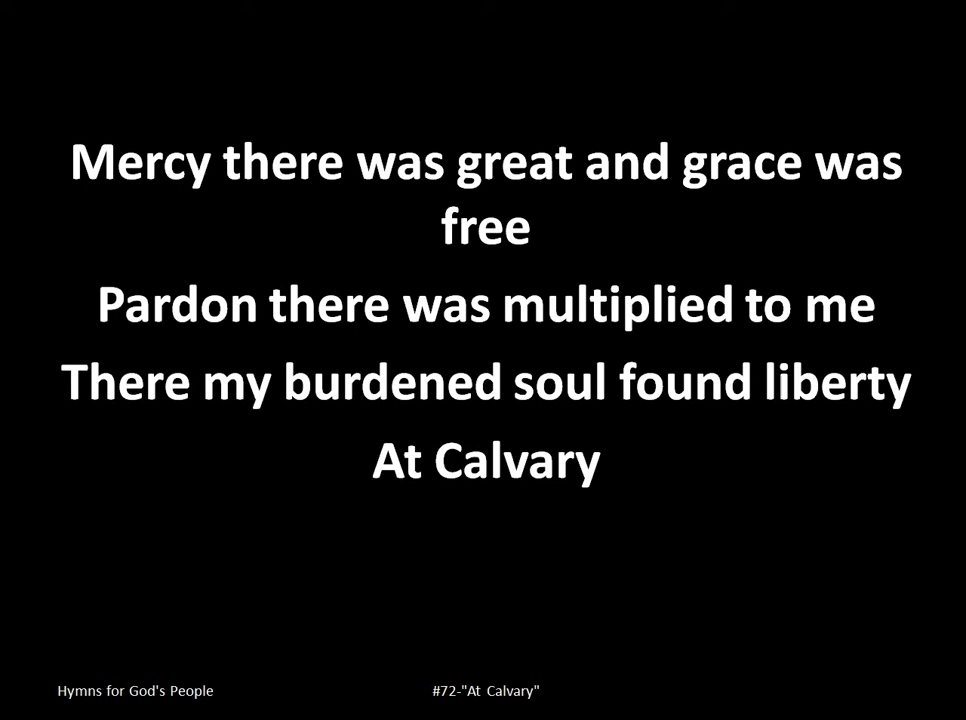 Mercy there was great and grace was
free
Pardon there was multiplied to me
There my burdened soul found liberty
At Calvary
Hymns for God's People
#72-"At Calvary"